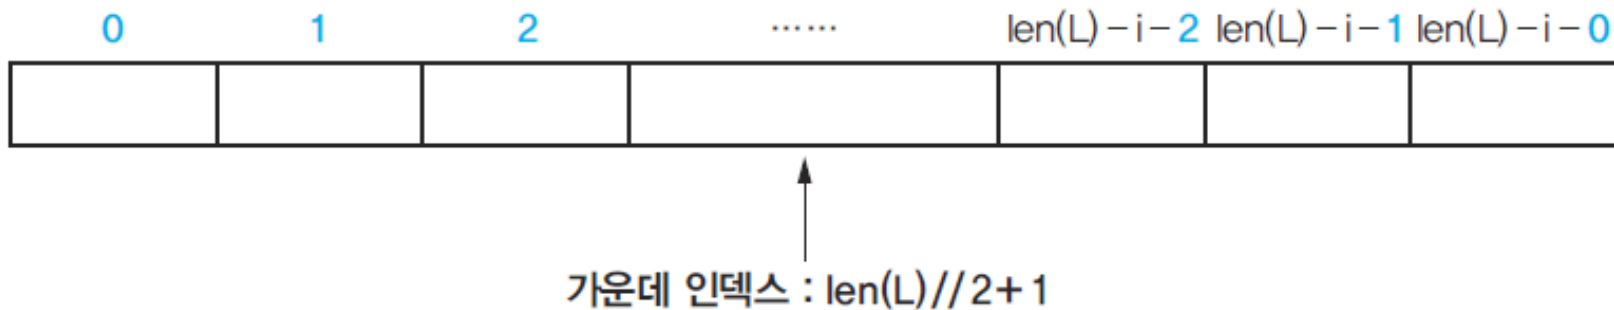 0 1 2 ······ len(L)-i-2 len(L)-i-1 len(L)-i-0
가운데 인덱스 : len(L)//2+1